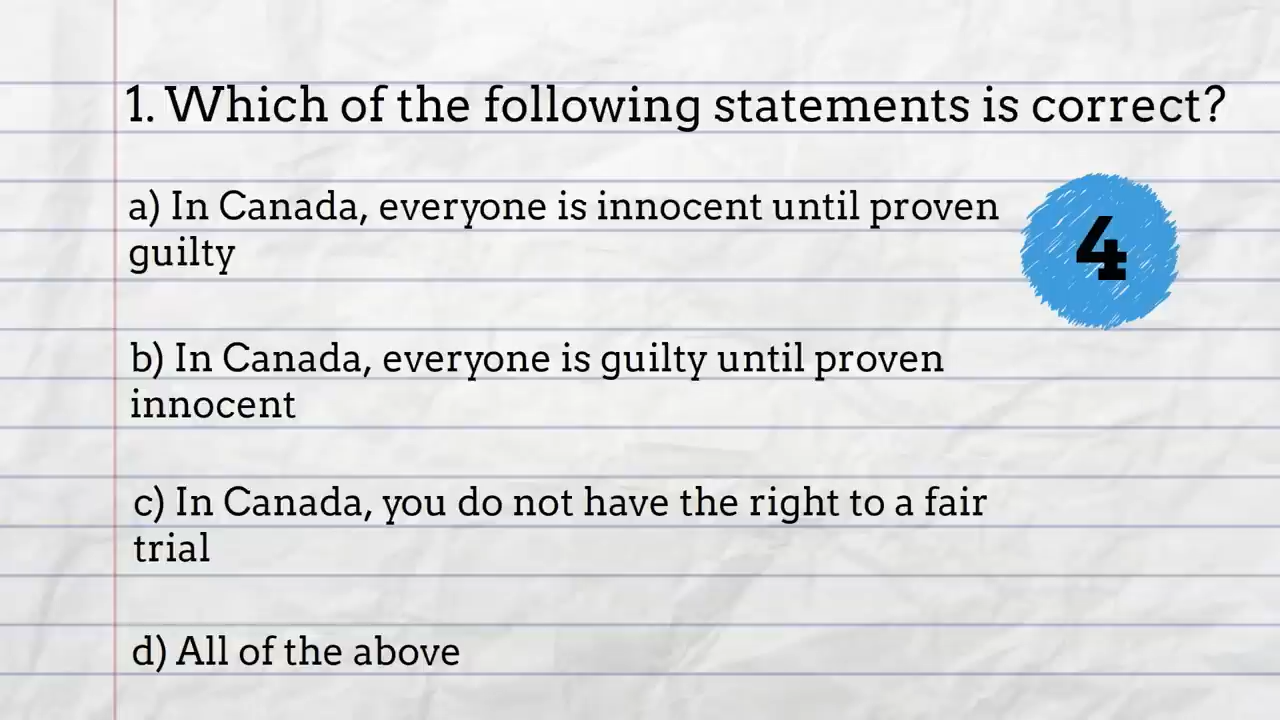 1. Which of the following statements is correct?
a) In Canada, everyone is innocent until proven
guilty
4
b) In Canada, everyone is guilty until proven
innocent
c) In Canada, you do not have the right to a fair
trial
d) All of the above